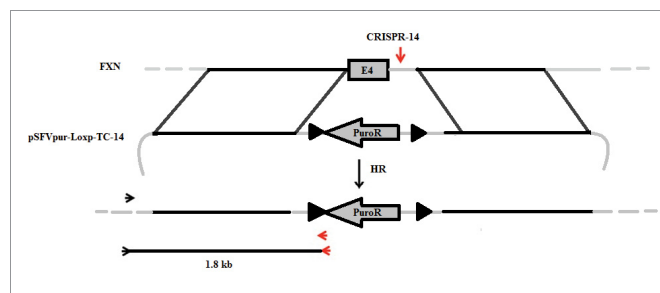 CRISPR-14
FXN
E4
pSFVpur-Loxp-TC-14
PuroR
HR
PuroR
1.8 kb